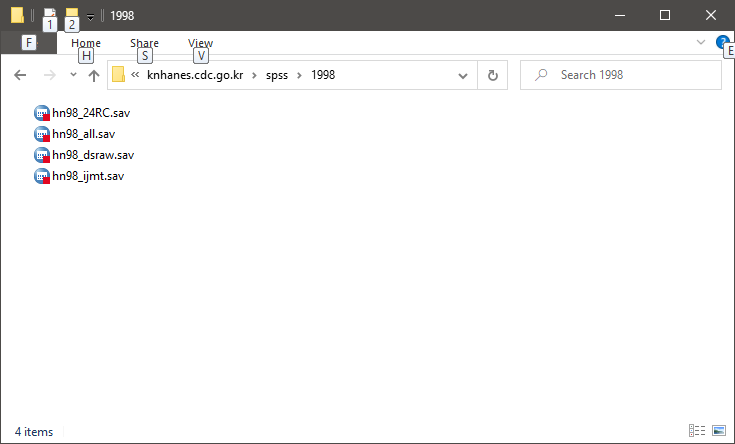 1 2 1998
F Home Share View ?
H S V E
« knhanes.cdc.go.kr > spss > 1998 Search 1998
hn98_24RC.sav
hn98_all.sav
hn98_dsraw.sav
hn98_ijmt.sav
4 items